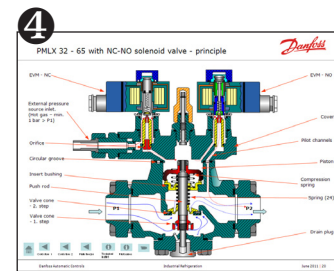 4
PMLX 32 - 65 with NC-NO solenoid valve - principle
Danfoss
EVM - NC
EVM - NO
External pressure
source inlet.
(Hot gas - min.
1 bar > P1)
Cover
Orifice
Pilot channels
Circular groove
Piston
Insert bushing
Compression
spring
Push rod
Valve cone
- 2. step
Spring (24)
P1
P2
Valve cone
- 1. step
Drain plug
Danfoss Automatic Controls
Industrial Refrigeration